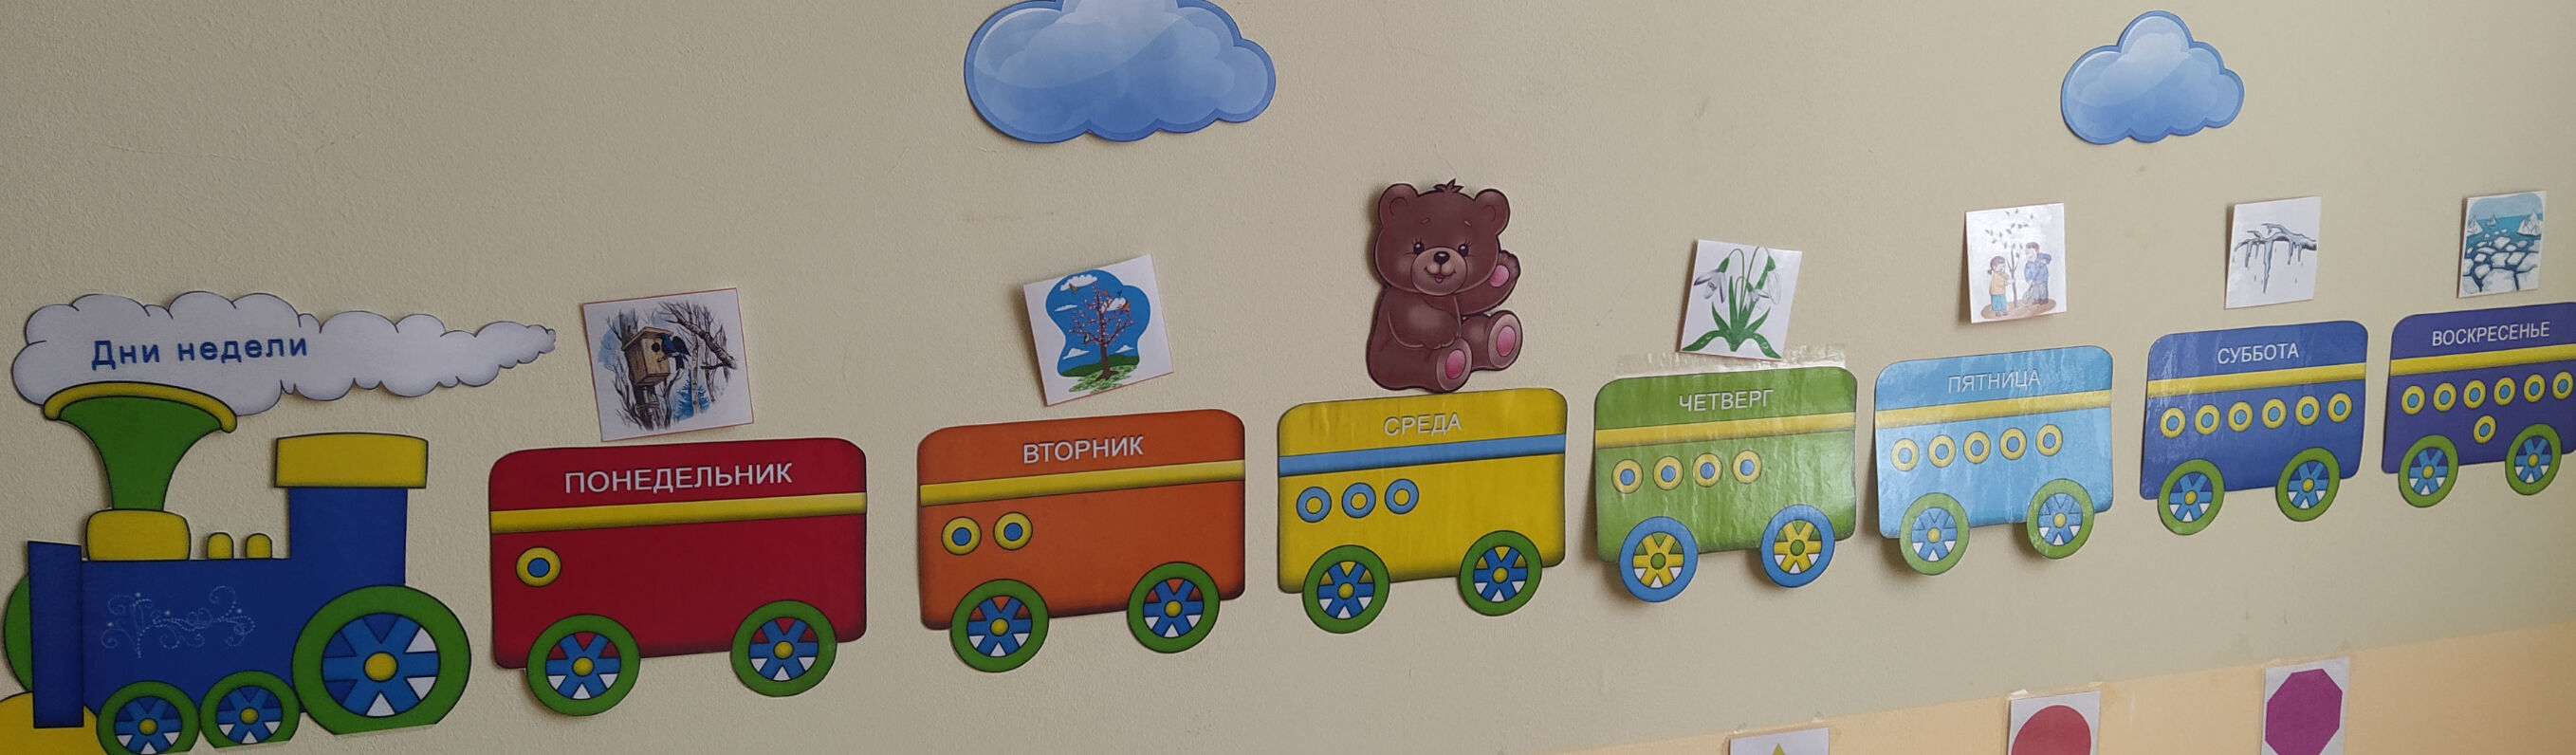 Дни недели
ПОНЕДЕЛЬНИК
ВТОРНИК
СРЕДА
ЧЕТВЕРГ
ПЯТНИЦА
СУББОТА
ВОСКРЕСЕНЬЕ